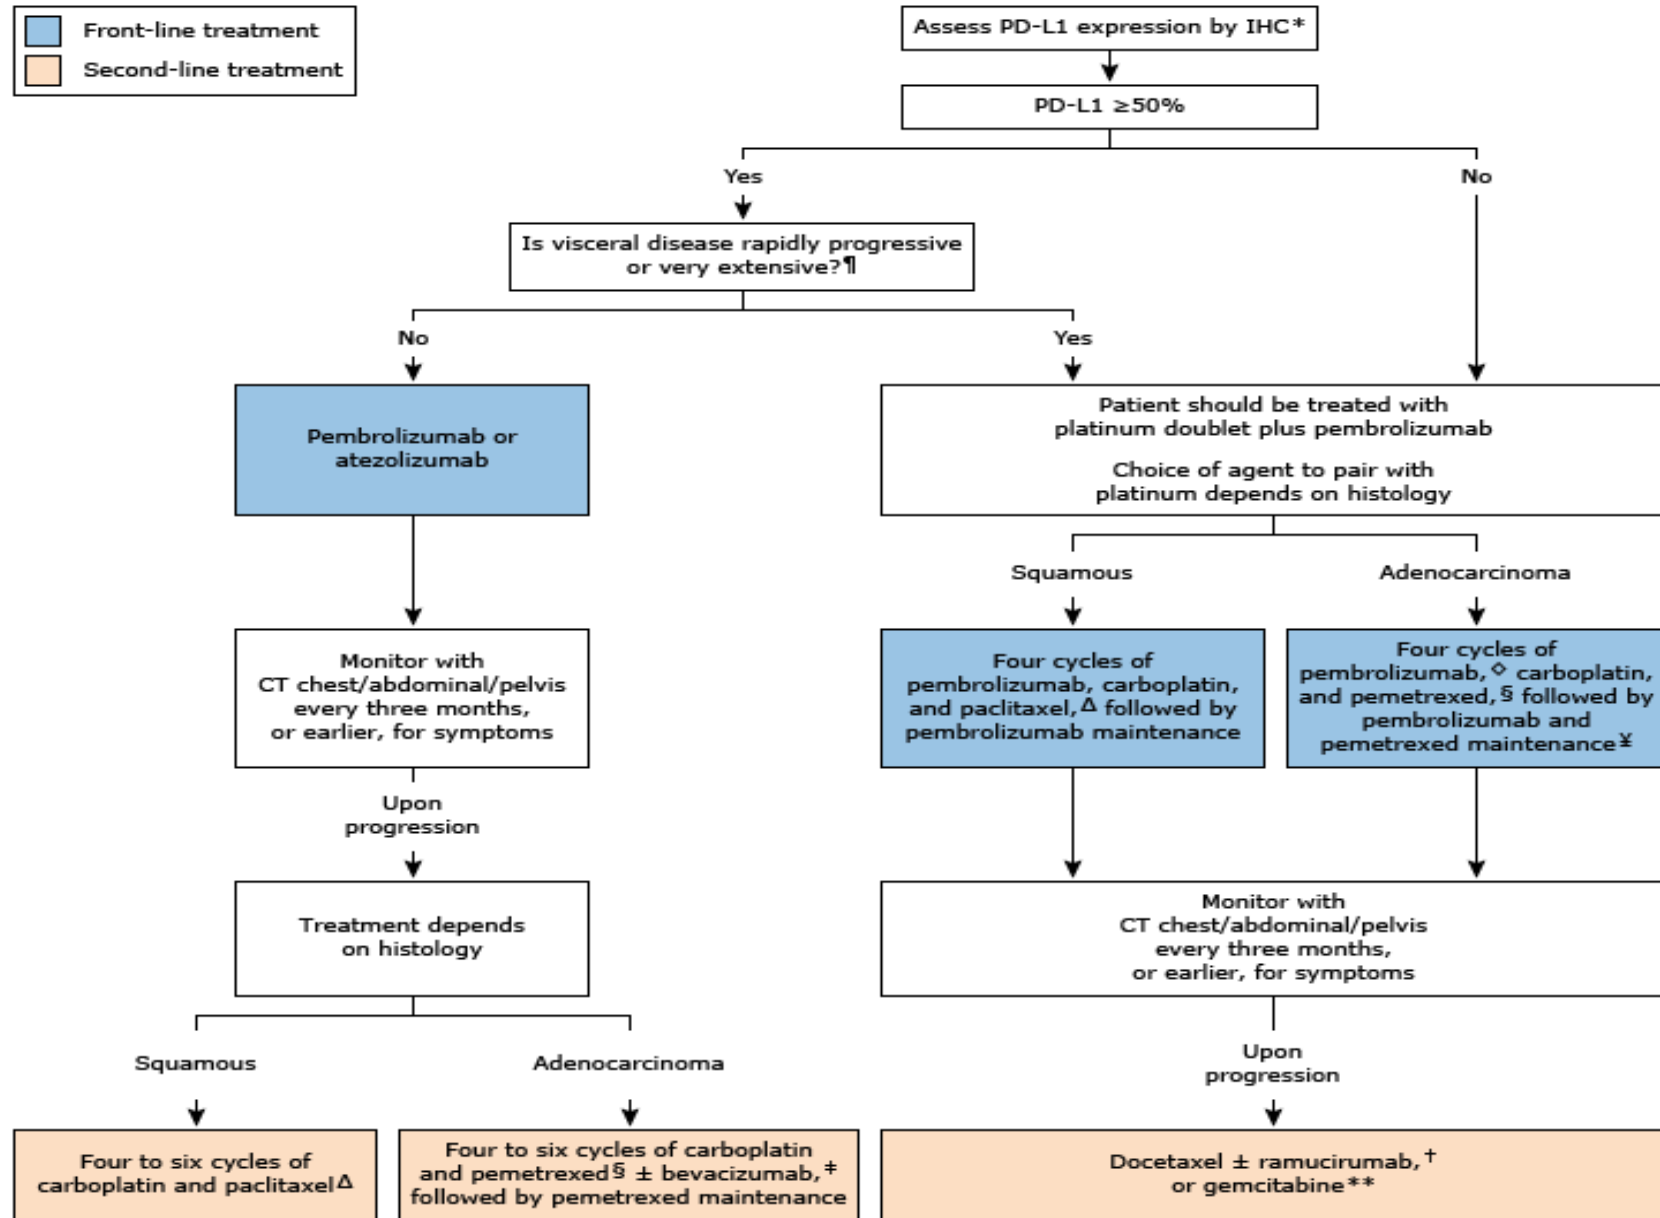 Front-line treatment
Second-line treatment
Assess PD-L1 expression by IHC*
PD-L1 ≥50%
Yes
No
Is visceral disease rapidly progressive
or very extensive?¶
No
Yes
Pembrolizumab or
atezolizumab
Patient should be treated with
platinum doublet plus pembrolizumab
Choice of agent to pair with
platinum depends on histology
Squamous
Adenocarcinoma
Monitor with
CT chest/abdominal/pelvis
every three months,
or earlier, for symptoms
Four cycles of
pembrolizumab, carboplatin,
and paclitaxel,Δ followed by
pembrolizumab maintenance
Four cycles of
pembrolizumab,◇ carboplatin,
and pemetrexed,§ followed by
pembrolizumab and
pemetrexed maintenance¥
Upon
progression
Treatment depends
on histology
Monitor with
CT chest/abdominal/pelvis
every three months,
or earlier, for symptoms
Squamous
Adenocarcinoma
Upon
progression
Four to six cycles of
carboplatin and paclitaxelΔ
Four to six cycles of carboplatin
and pemetrexed§ ± bevacizumab,‡
followed by pemetrexed maintenance
Docetaxel ± ramucirumab,†
or gemcitabine**